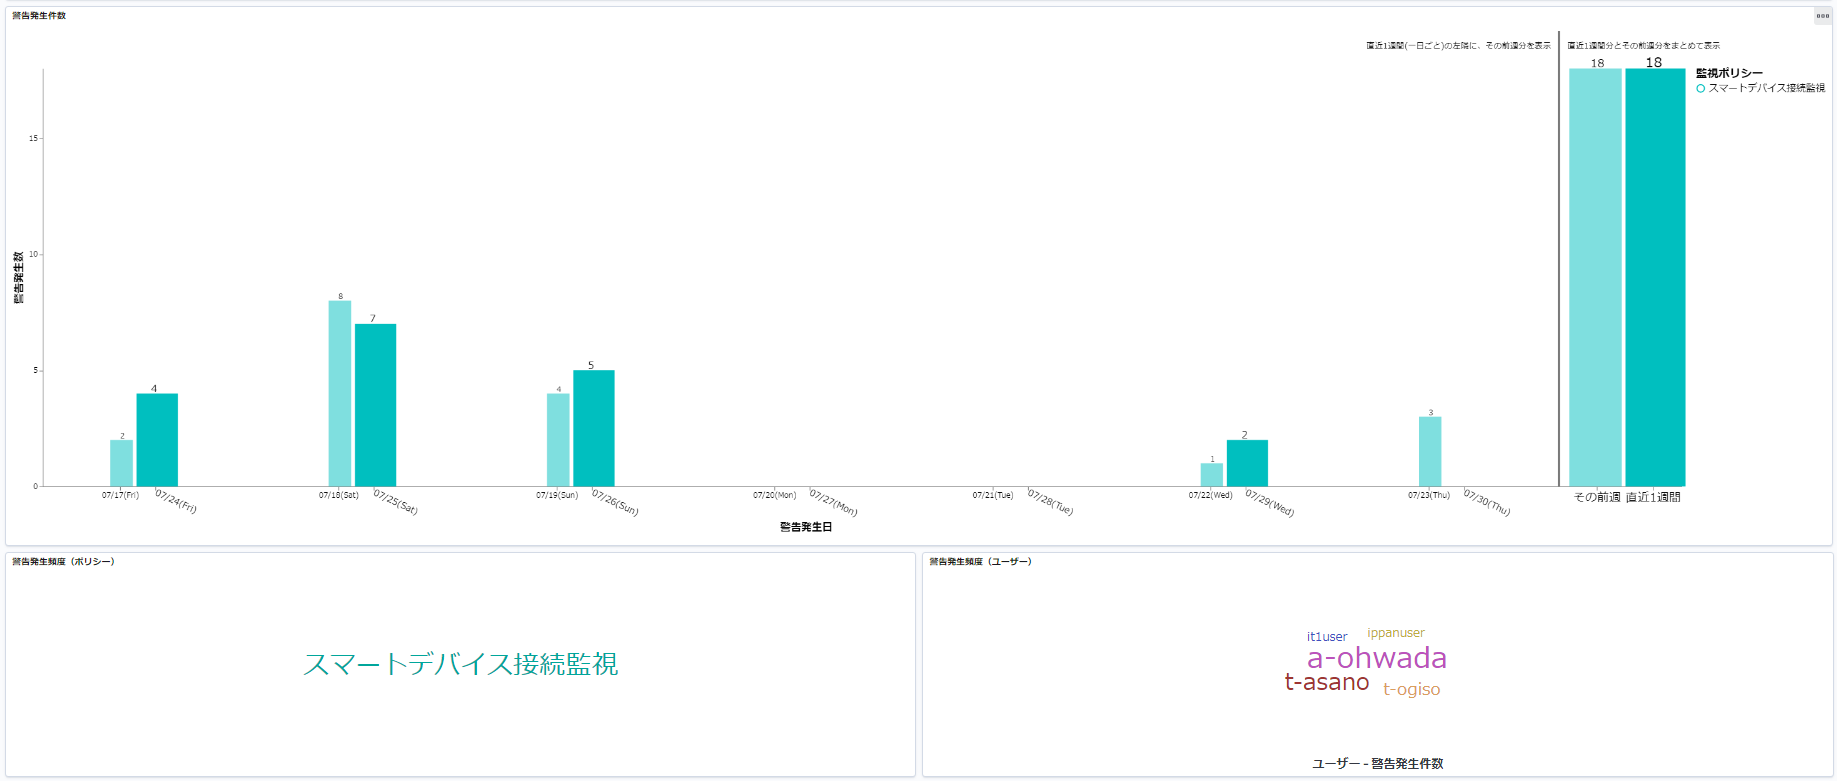 警告発生件数
直近1週間(一日ごと)の左隣に、その前週分を表示
直近1週間分とその前週分をまとめて表示
18
18
監視ポリシー
スマートデバイス接続監視
15
10
5
0
警告発生数
2
4
8
7
4
5
1
2
3
07/17(Fri)
07/24(Fri)
07/18(Sat)
07/25(Sat)
07/19(Sun)
07/26(Sun)
07/20(Mon)
07/27(Mon)
07/21(Tue)
07/28(Tue)
07/22(Wed)
07/29(Wed)
07/23(Thu)
07/30(Thu)
その前週
直近1週間
警告発生日
警告発生頻度（ポリシー）
スマートデバイス接続監視
警告発生頻度（ユーザー）
it1user
ippanuser
a-ohwada
t-asano
t-ogiso
ユーザー - 警告発生件数